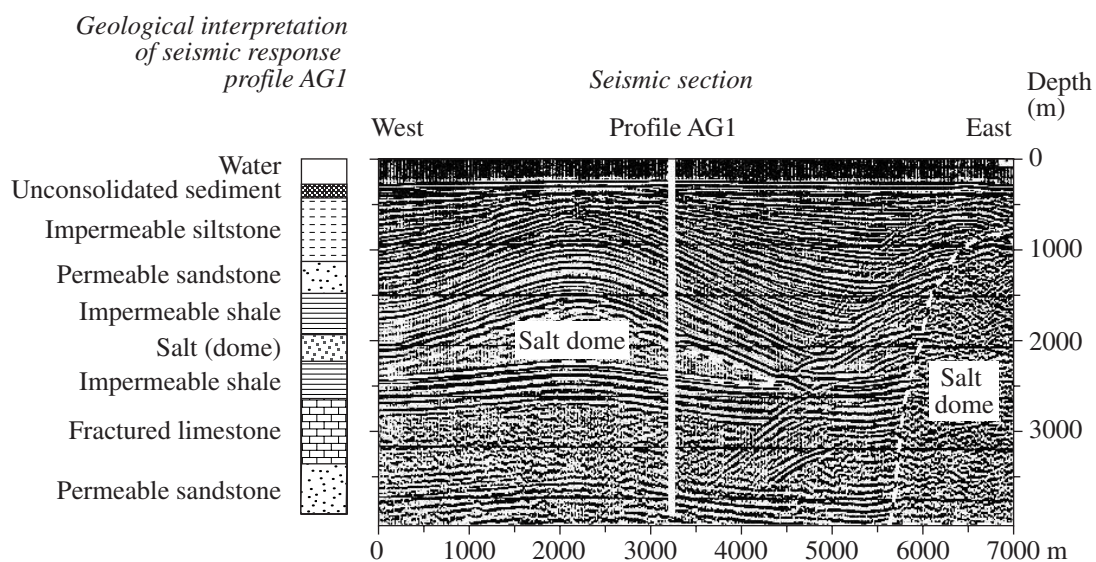 Geological interpretation
of seismic response
profile AG1
Seismic section
Depth
(m)
West
Profile AG1
East
Water
Unconsolidated sediment
Impermeable siltstone
Permeable sandstone
Impermeable shale
Salt (dome)
Impermeable shale
Fractured limestone
Permeable sandstone
Salt dome
Salt
dome
0
1000
2000
3000
0 1000 2000 3000 4000 5000 6000 7000 m